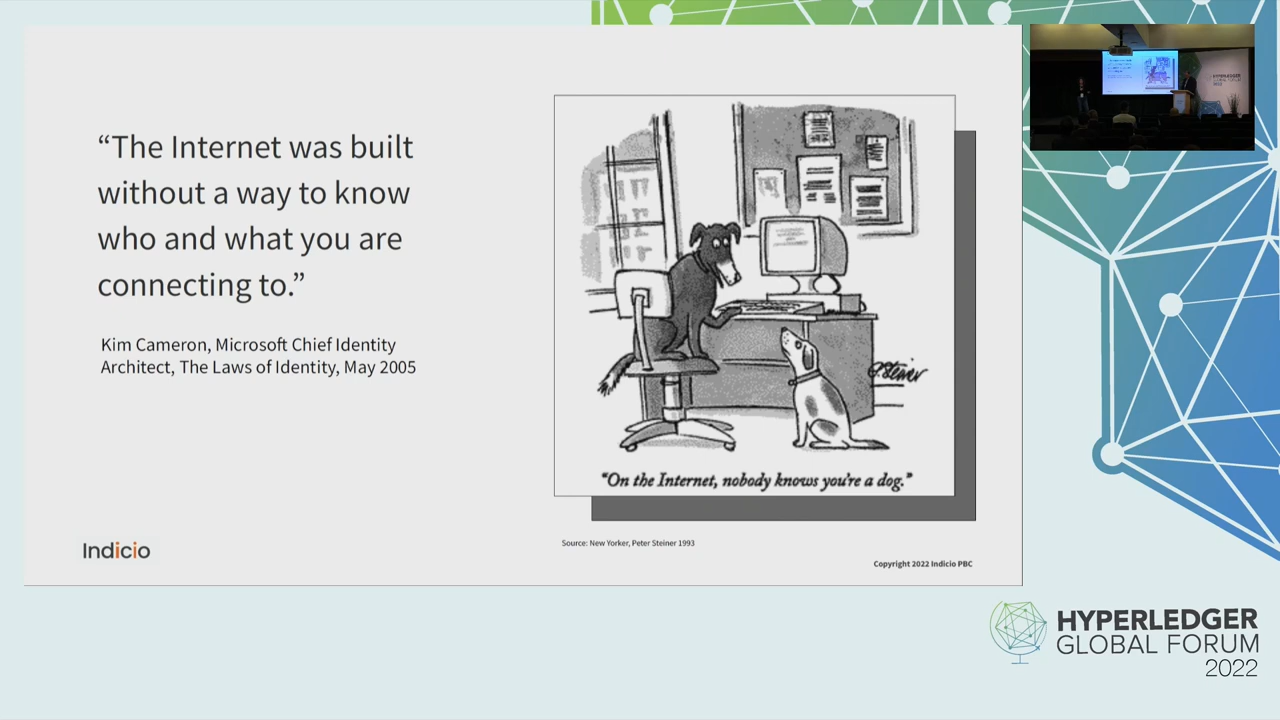 “The Internet was built
without a way to know
who and what you are
connecting to.”
Kim Cameron, Microsoft Chief Identity
Architect, The Laws of Identity, May 2005
“On the Internet, nobody knows you're a dog.”
Source: New Yorker, Peter Steiner 1993
Indicio
Copyright 2022 Indicio PBC
HYPERLEDGER
GLOBAL FORUM
2022